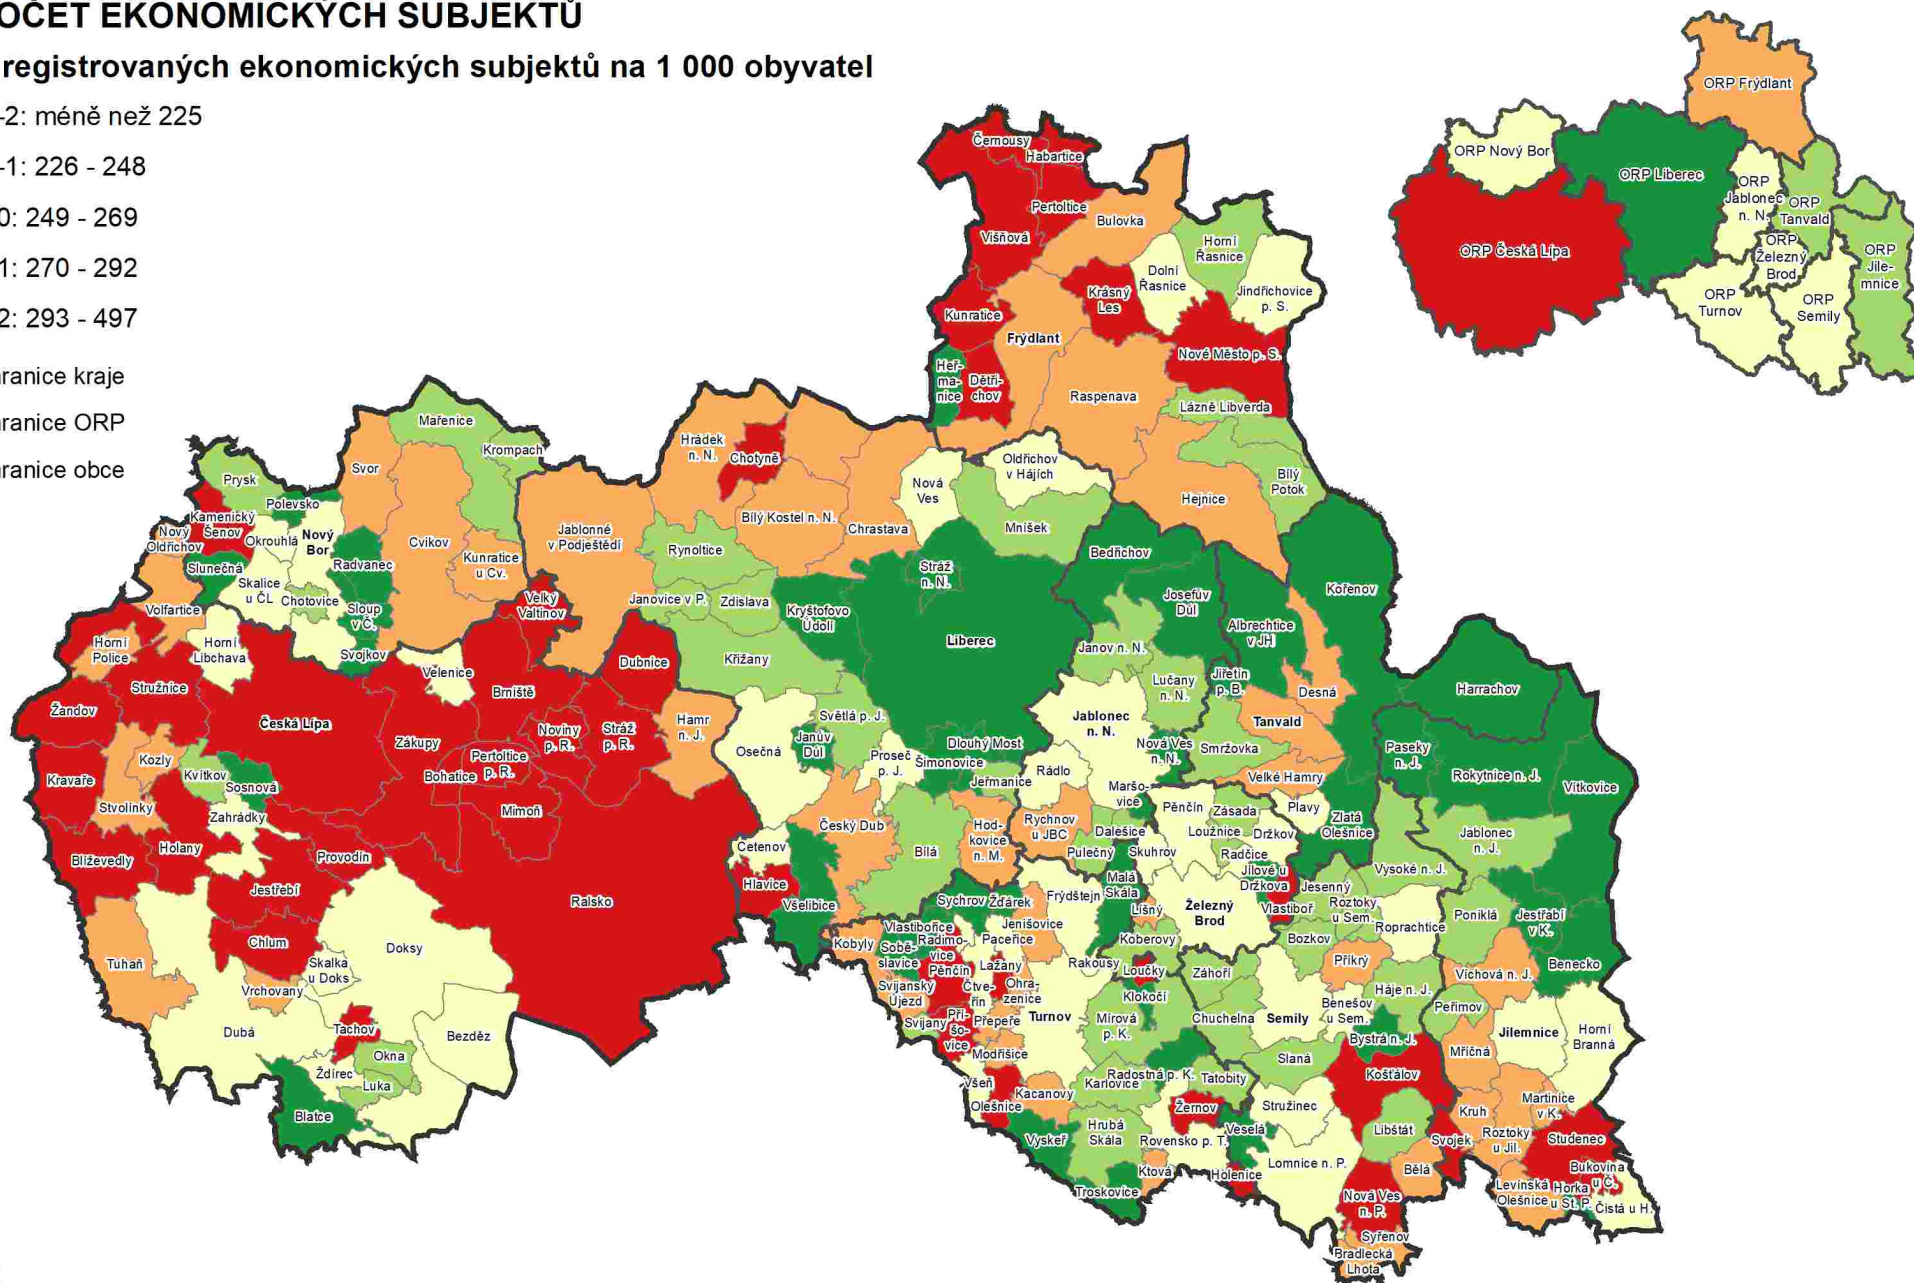 OČET EKONOMICKÝCH SUBJEKTŮ
registrovaných ekonomických subjektů na 1 000 obyvatel
-2: méně než 225
-1: 226 - 248
0: 249 - 269
1: 270 - 292
2: 293 - 497
hranice kraje
hranice ORP
hranice obce
ORP Frýdlant
ORP Nový Bor
ORP Liberec
ORP
Jablonec
n. N.
ORP
Tanvald
ORP Česká Lípa
ORP
Železný
Brod
ORP
Jile-
mnice
ORP
Turnov
ORP
Semily
Černousy
Habartice
Pertoltice
Višňová
Bulovka
Horní
Řasnice
Dolní
Řasnice
Jindřichovice
p. S.
Krásný
Les
Kunratice
Frýdlant
Nové Město p. S.
Heř-
ma-
nice
Dětři-
chov
Raspenava
Lázně Libverda
Bílý
Potok
Hejnice
Oldřichov
v Hájích
Mníšek
Nová
Ves
Chrastava
Bílý Kostel n. N.
Hrádek
n. N.
Chotyně
Mařenice
Krompach
Svor
Prysk
Polevsko
Kamenický
Šenov
Nový
Oldřichov
Okrouhlá
Nový
Bor
Slunečná
Radvanec
Cvikov
Kunratice
u Cv.
Jablonné
v Podještědí
Rynoltice
Skalice
u ČL
Chotovice
Sloup
v Č.
Svojkov
Volfartice
Velký
Valtinov
Janovice v P.
Zdislava
Kryštofovo
Údolí
Stráž
n. N.
Liberec
Bedřichov
Josefův
Důl
Kořenov
Albrechtice
v JH
Janov n. N.
Lučany
n. N.
Jiřetín
p. B.
Desná
Tanvald
Harrachov
Horní
Police
Horní
Libchava
Velenice
Dubnice
Křižany
Stružnice
Brniště
Žandov
Česká Lípa
Zákupy
Noviny
p. R.
Stráž
p. R.
Hamr
n. J.
Pertoltice
p. R.
Bohatice
Kozly
Kvítkov
Sosnová
Kravaře
Stvolínky
Zahrádky
Mimoň
Holany
Blíževedly
Provodín
Jestřebí
Ralsko
Chlum
Tuhaň
Doksy
Skalka
u Doks
Vrchovany
Dubá
Tachov
Bezděz
Okna
Ždírec
Luka
Blatce
Světlá p. J.
Osečná
Janův
Důl
Proseč
p. J.
Dlouhý Most
Šimonovice
Jeřmanice
Český Dub
Bílá
Hod-
kovice
n. M.
Cetenov
Hlavice
Všelibice
Jablonec
n. N.
Nová Ves
n. N.
Smržovka
Rádlo
Maršo-
vice
Velké Hamry
Rychnov
u JBC
Dalešice
Pulečný
Pěnčín
Zásada
Plavy
Loužnice
Držkov
Skuhrov
Radčice
Zlatá
Olešnice
Paseky
n. J.
Rokytnice n. J.
Vítkovice
Jablonec
n. J.
Vysoké n. J.
Jílové u
Držkova
Vlastiboř
Jesenný
Roztoky
u Sem.
Roprachtice
Poniklá
Jestřabí
v K.
Benecko
Malá
Skála
Železný
Brod
Líšný
Frýdštejn
Sychrov
Žďárek
Jenišovice
Koberovy
Bozkov
Příkrý
Víchová n. J.
Kobyly
Vlastibořice
Radimo-
vice
Soběs-
slavice
Paceřice
Rakousy
Loučky
Záhoří
Háje n. J.
Peřimov
Pěnčín
Lažany
Svijanský
Újezd
Čtve-
řín
Ohra-
zenice
Klokočí
Benešov
u Sem.
Svijany
Pří-
šo-
vice
Přepeře
Turnov
Mírová
p. K.
Chuchelna
Semily
Bystrá n. J.
Jilemnice
Horní
Branná
Modřišice
Slaná
Košťálov
Mříčná
Všeň
Olešnice
Kacanovy
Karlovice
Radostná p. K.
Tatobity
Žernov
Stružinec
Kruh
Martinice
v K.
Hrubá
Skála
Vyskeř
Rovensko p. T.
Veselá
Libštát
Svojek
Roztoky
u Jil.
Studenec
Ktová
Holenice
Lomnice n. P.
Bělá
Bukovina
u Č.
Troskovice
Nová Ves
n. P.
Levínská
Olešnice
Horka
u St. P.
Čistá u H.
Syřenov
Bradlecká
Lhota